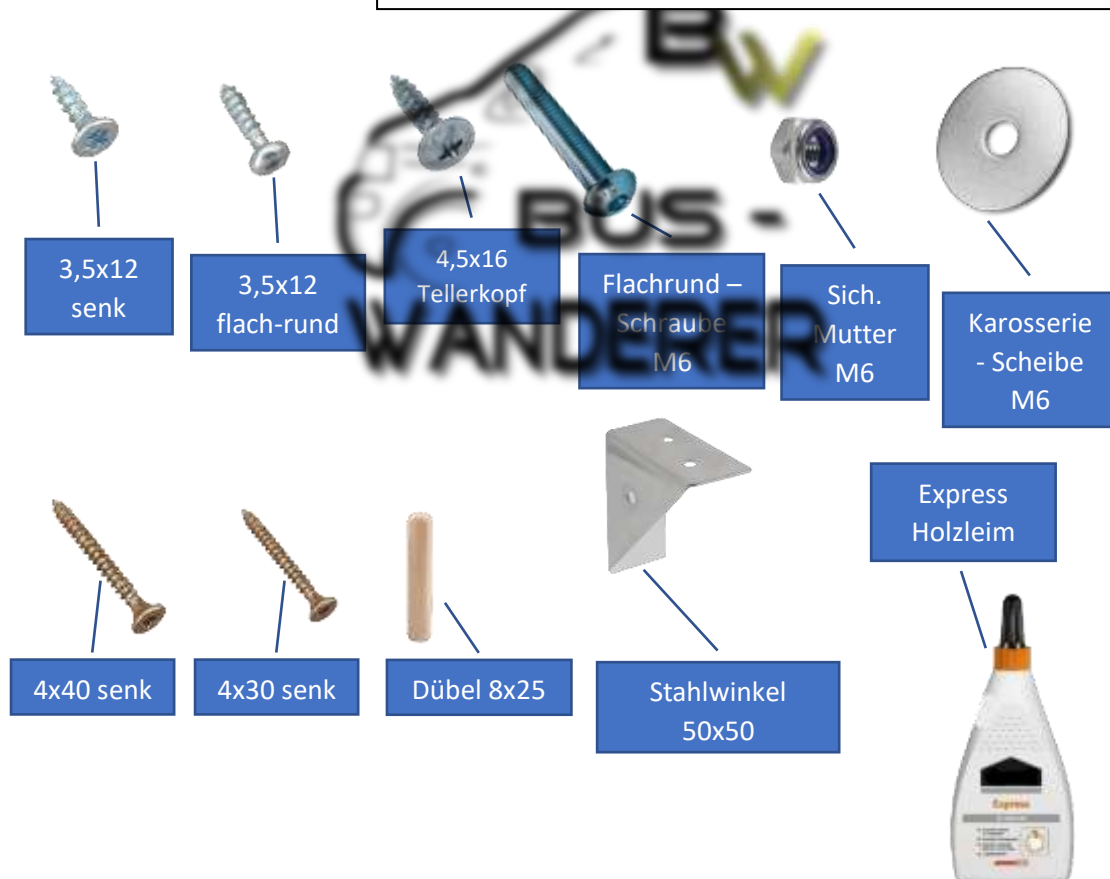 BW
BUS -
WANDERER
3,5x12
senk
3,5x12
flach-rund
4,5x16
Tellerkopf
Flachrund –
Schraube
M6
Sich.
Mutter
M6
Karosserie
- Scheibe
M6
4x40 senk
4x30 senk
Dübel 8x25
Stahlwinkel
50x50
Express
Holzleim
Express